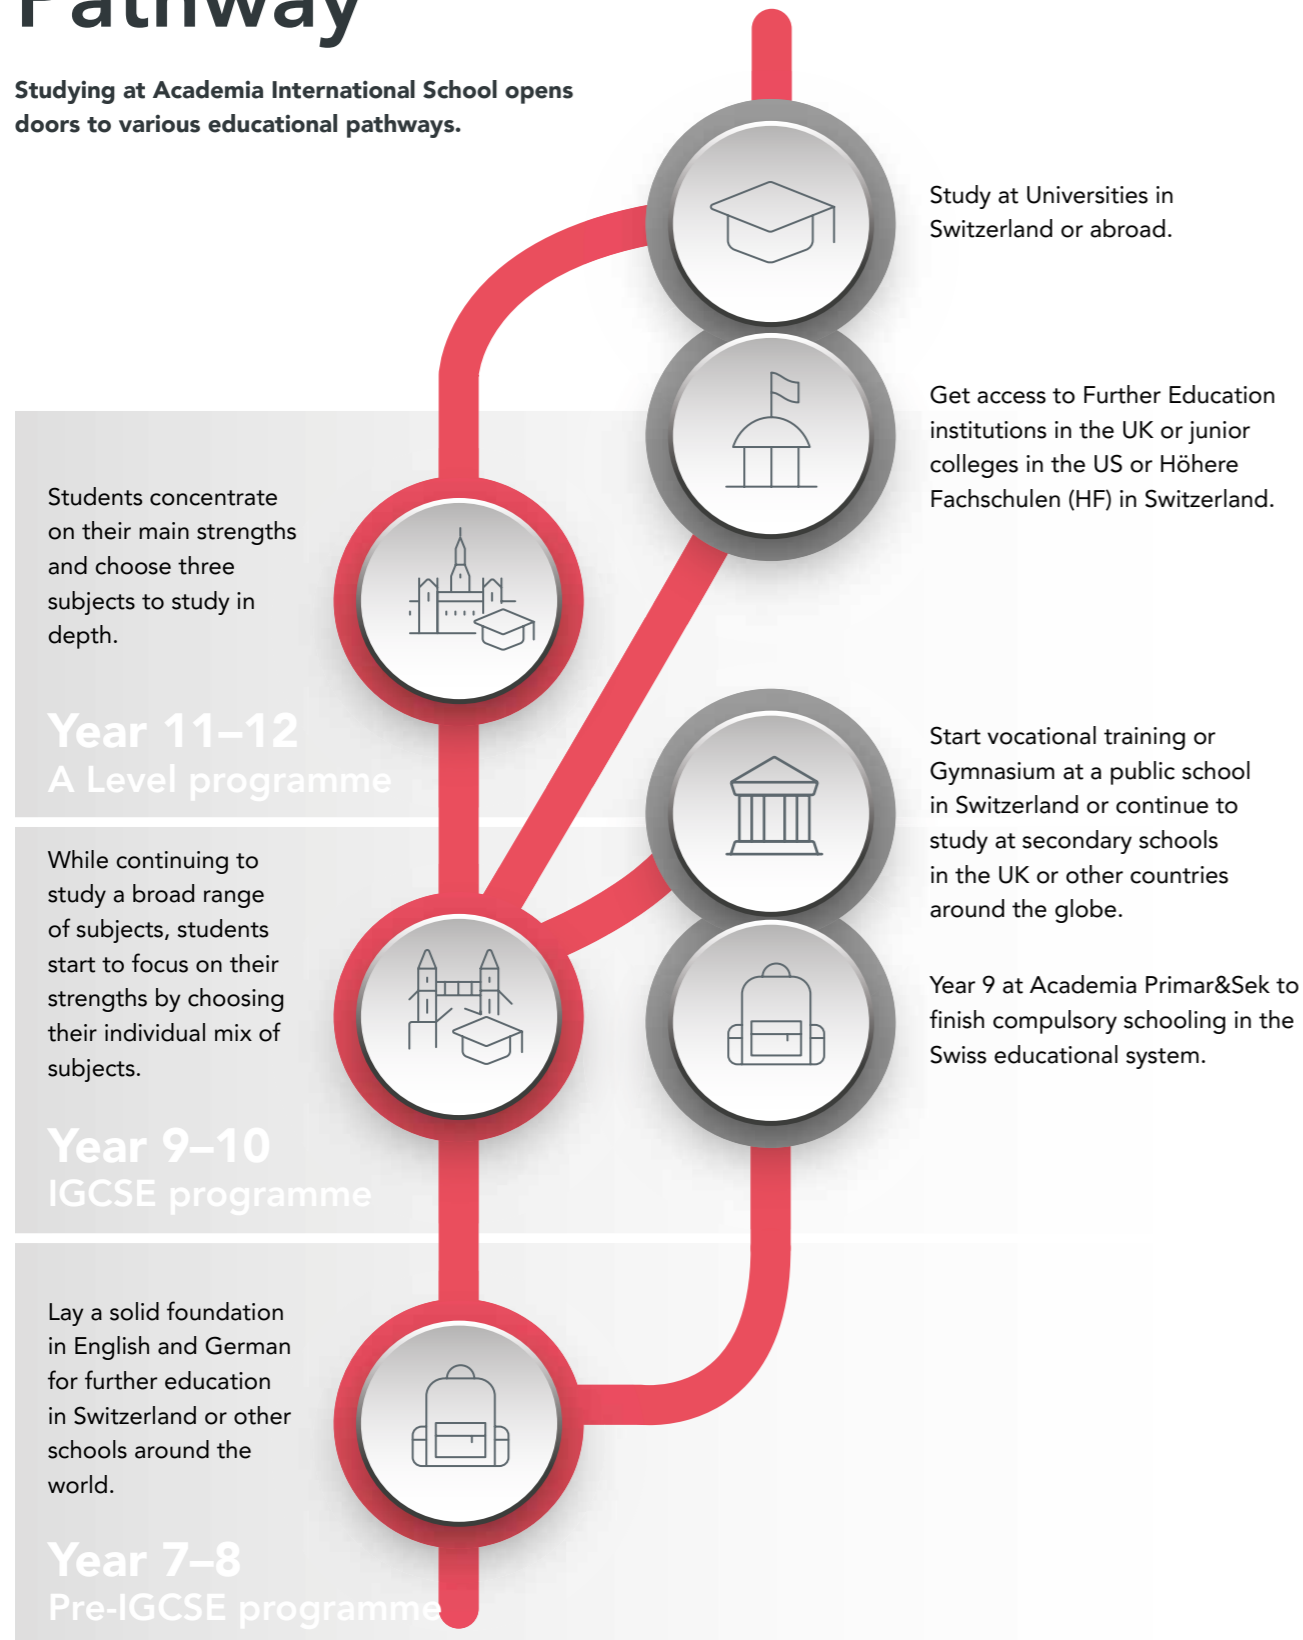 Pathway
Studying at Academia International School opens
doors to various educational pathways.
Study at Universities in
Switzerland or abroad.
Get access to Further Education
institutions in the UK or junior
colleges in the US or Höhere
Fachschulen (HF) in Switzerland.
Students concentrate
on their main strengths
and choose three
subjects to study in
depth.
Year 11–12
A Level programme
Start vocational training or
Gymnasium at a public school
in Switzerland or continue to
study at secondary schools
in the UK or other countries
around the globe.
While continuing to
study a broad range
of subjects, students
start to focus on their
strengths by choosing
their individual mix of
subjects.
Year 9–10
IGCSE programme
Year 9 at Academia Primar&Sek to
finish compulsory schooling in the
Swiss educational system.
Lay a solid foundation
in English and German
for further education
in Switzerland or other
schools around the
world.
Year 7–8
Pre-IGCSE programme